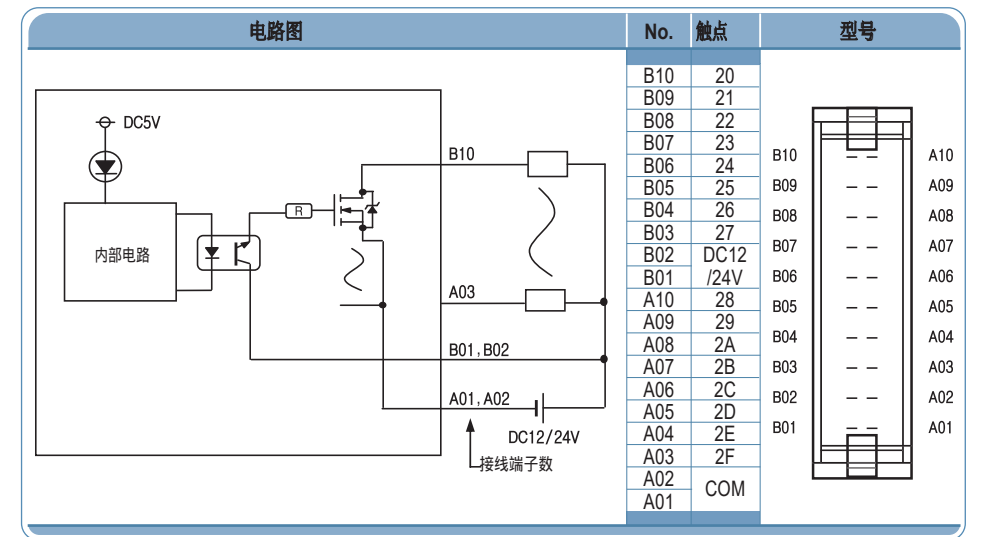 电路图
No.
触点
型号
DC5V
内部电路
R
B10
A03
B01, B02
A01, A02
DC12/24V
接线端子数
B10 20
B09 21
B08 22
B07 23
B06 24
B05 25
B04 26
B03 27
B02 DC12
B01 /24V
A10 28
A09 29
A08 2A
A07 2B
A06 2C
A05 2D
A04 2E
A03 2F
A02
COM
A01
B10 A10
B09 A09
B08 A08
B07 A07
B06 A06
B05 A05
B04 A04
B03 A03
B02 A02
B01 A01